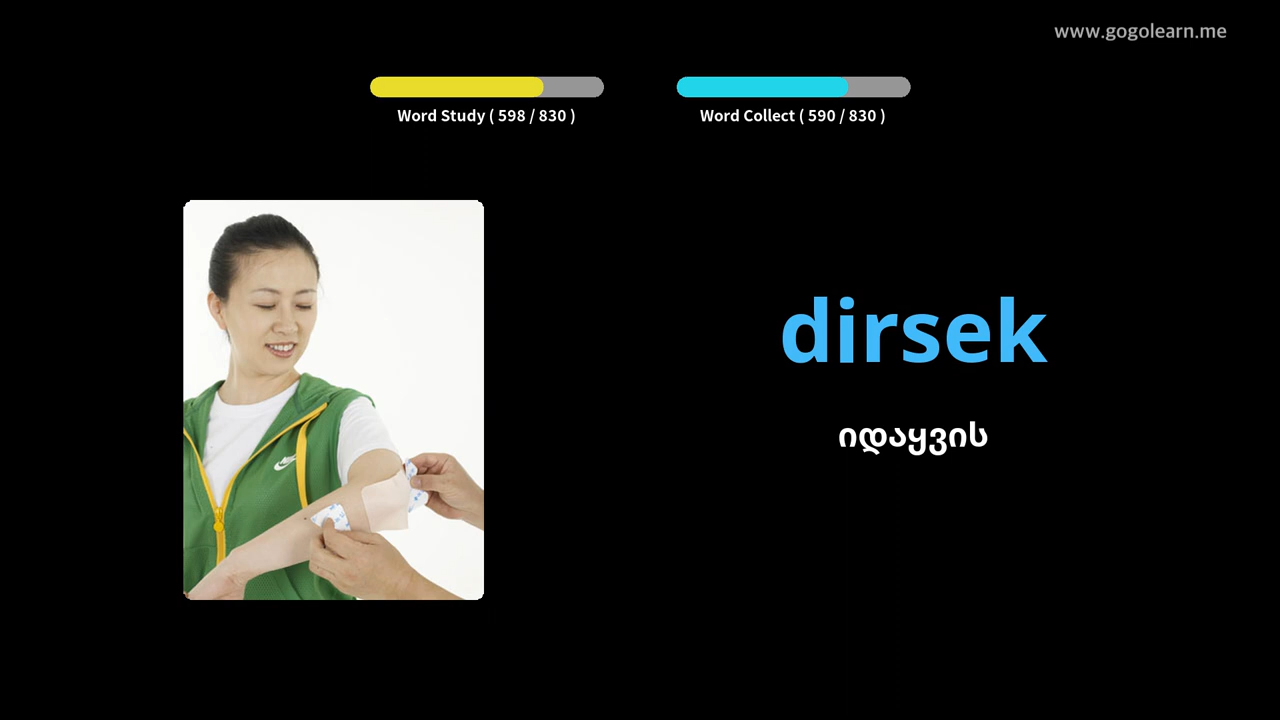 www.gogolearn.me
Word Study ( 598 / 830 )
Word Collect ( 590 / 830 )
dirsek
იდაყვის